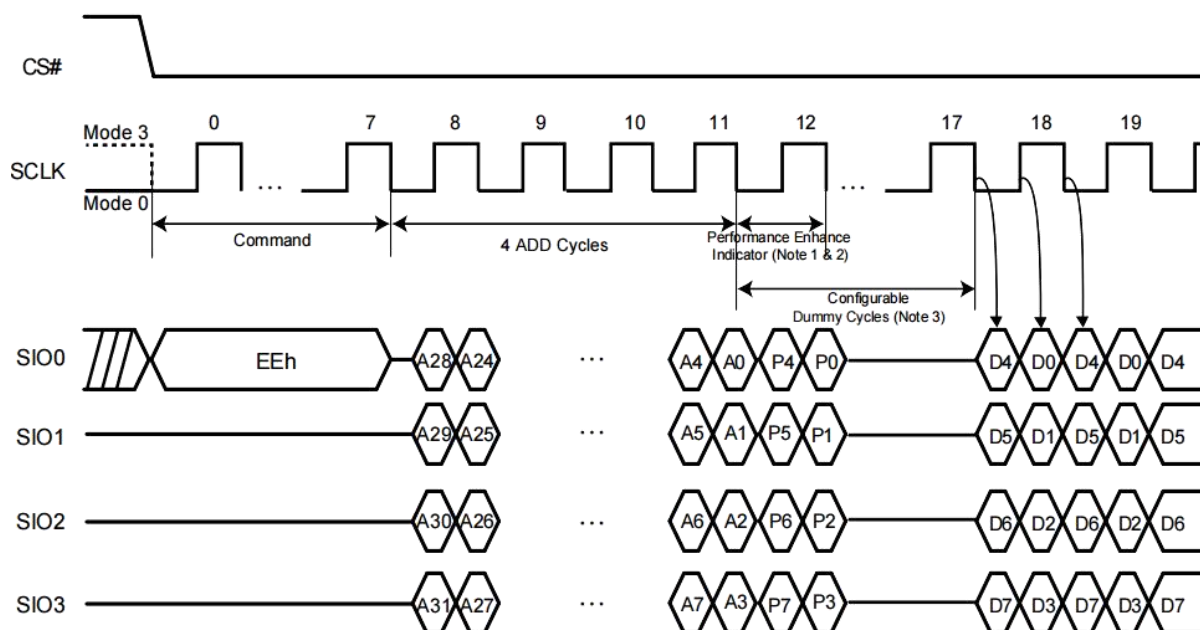 CS#
0 7 8 9 10 11 12 17 18 19
Mode 3
SCLK
...
...
Mode 0
Command
4 ADD Cycles
Performance Enhance
Indicator (Note 1 & 2)
Configurable
Dummy Cycles (Note 3)
SIO0 EEh A28 A24 ... A4 A0 P4 P0 D4 D0 D4 D0 D4
SIO1 A29 A25 ... A5 A1 P5 P1 D5 D1 D5 D1 D5
SIO2 A30 A26 ... A6 A2 P6 P2 D6 D2 D6 D2 D6
SIO3 A31 A27 ... A7 A3 P7 P3 D7 D3 D7 D3 D7